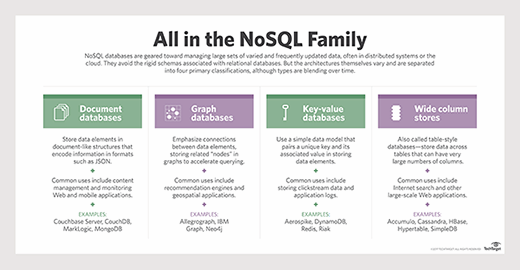 All in the NoSQL Family
NoSQL databases are geared toward managing large sets of varied and frequently updated data, often in distributed systems or the
cloud. They avoid the rigid schemas associated with relational databases. But the architectures themselves vary and are separated
into four primary classifications, although types are blending over time.
Document
databases
Store data elements in
document-like structures that
encode information in formats
such as JSON.
+
Common uses include content
management and monitoring
Web and mobile applications.
+
EXAMPLES:
Couchbase Server, CouchDB,
MarkLogic, MongoDB
Graph
databases
Emphasize connections
between data elements,
storing related "nodes" in
graphs to accelerate querying.
+
Common uses include
recommendation engines and
geospatial applications.
+
EXAMPLES:
Allegrograph, IBM
Graph, Neo4j
Key-value
databases
Use a simple data model that
pairs a unique key and its
associated value in storing
data elements.
+
Common uses include
storing clickstream data and
application logs.
+
EXAMPLES:
Aerospike, DynamoDB,
Redis, Riak
Wide column
stores
Also called table-style
databases—store data across
tables that can have very
large numbers of columns.
+
Common uses include
Internet search and other
large-scale Web applications.
+
EXAMPLES:
Accumulo, Cassandra, HBase,
Hypertable, SimpleDB
TechTarget